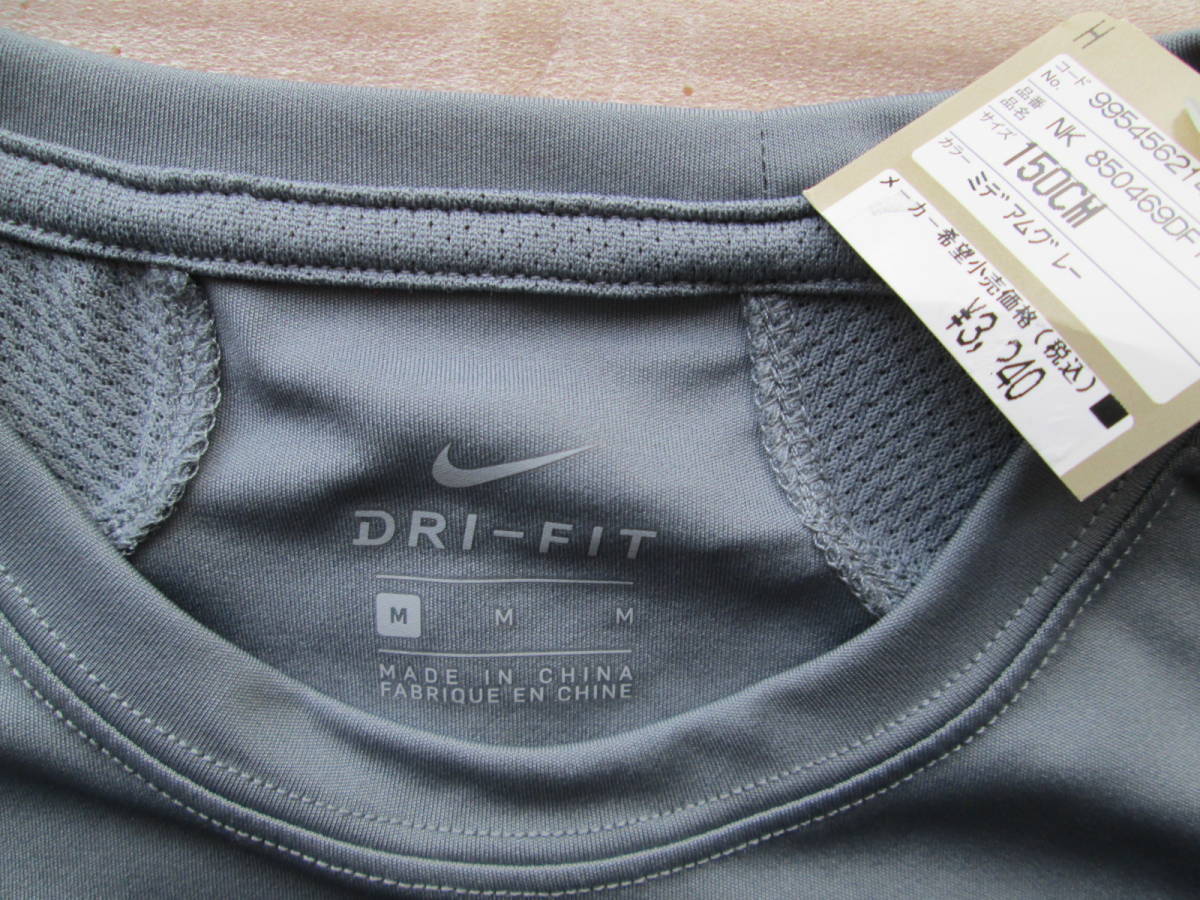 H
コード 99545621
No.
品番 NK 850469DF
品名
サイズ 150CM
カラー ミデアムグレー
メーカー希望小売価格(税込)
¥3,240
DRI-FIT
M M M
MADE IN CHINA
FABRIQUE EN CHINE